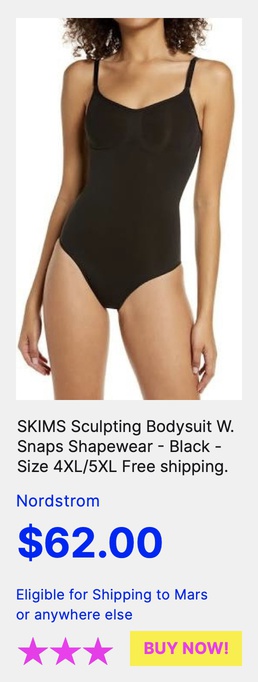 SKIMS Sculpting Bodysuit W.
Snaps Shapewear - Black -
Size 4XL/5XL Free shipping.
Nordstrom
$62.00
Eligible for Shipping to Mars
or anywhere else
BUY NOW!